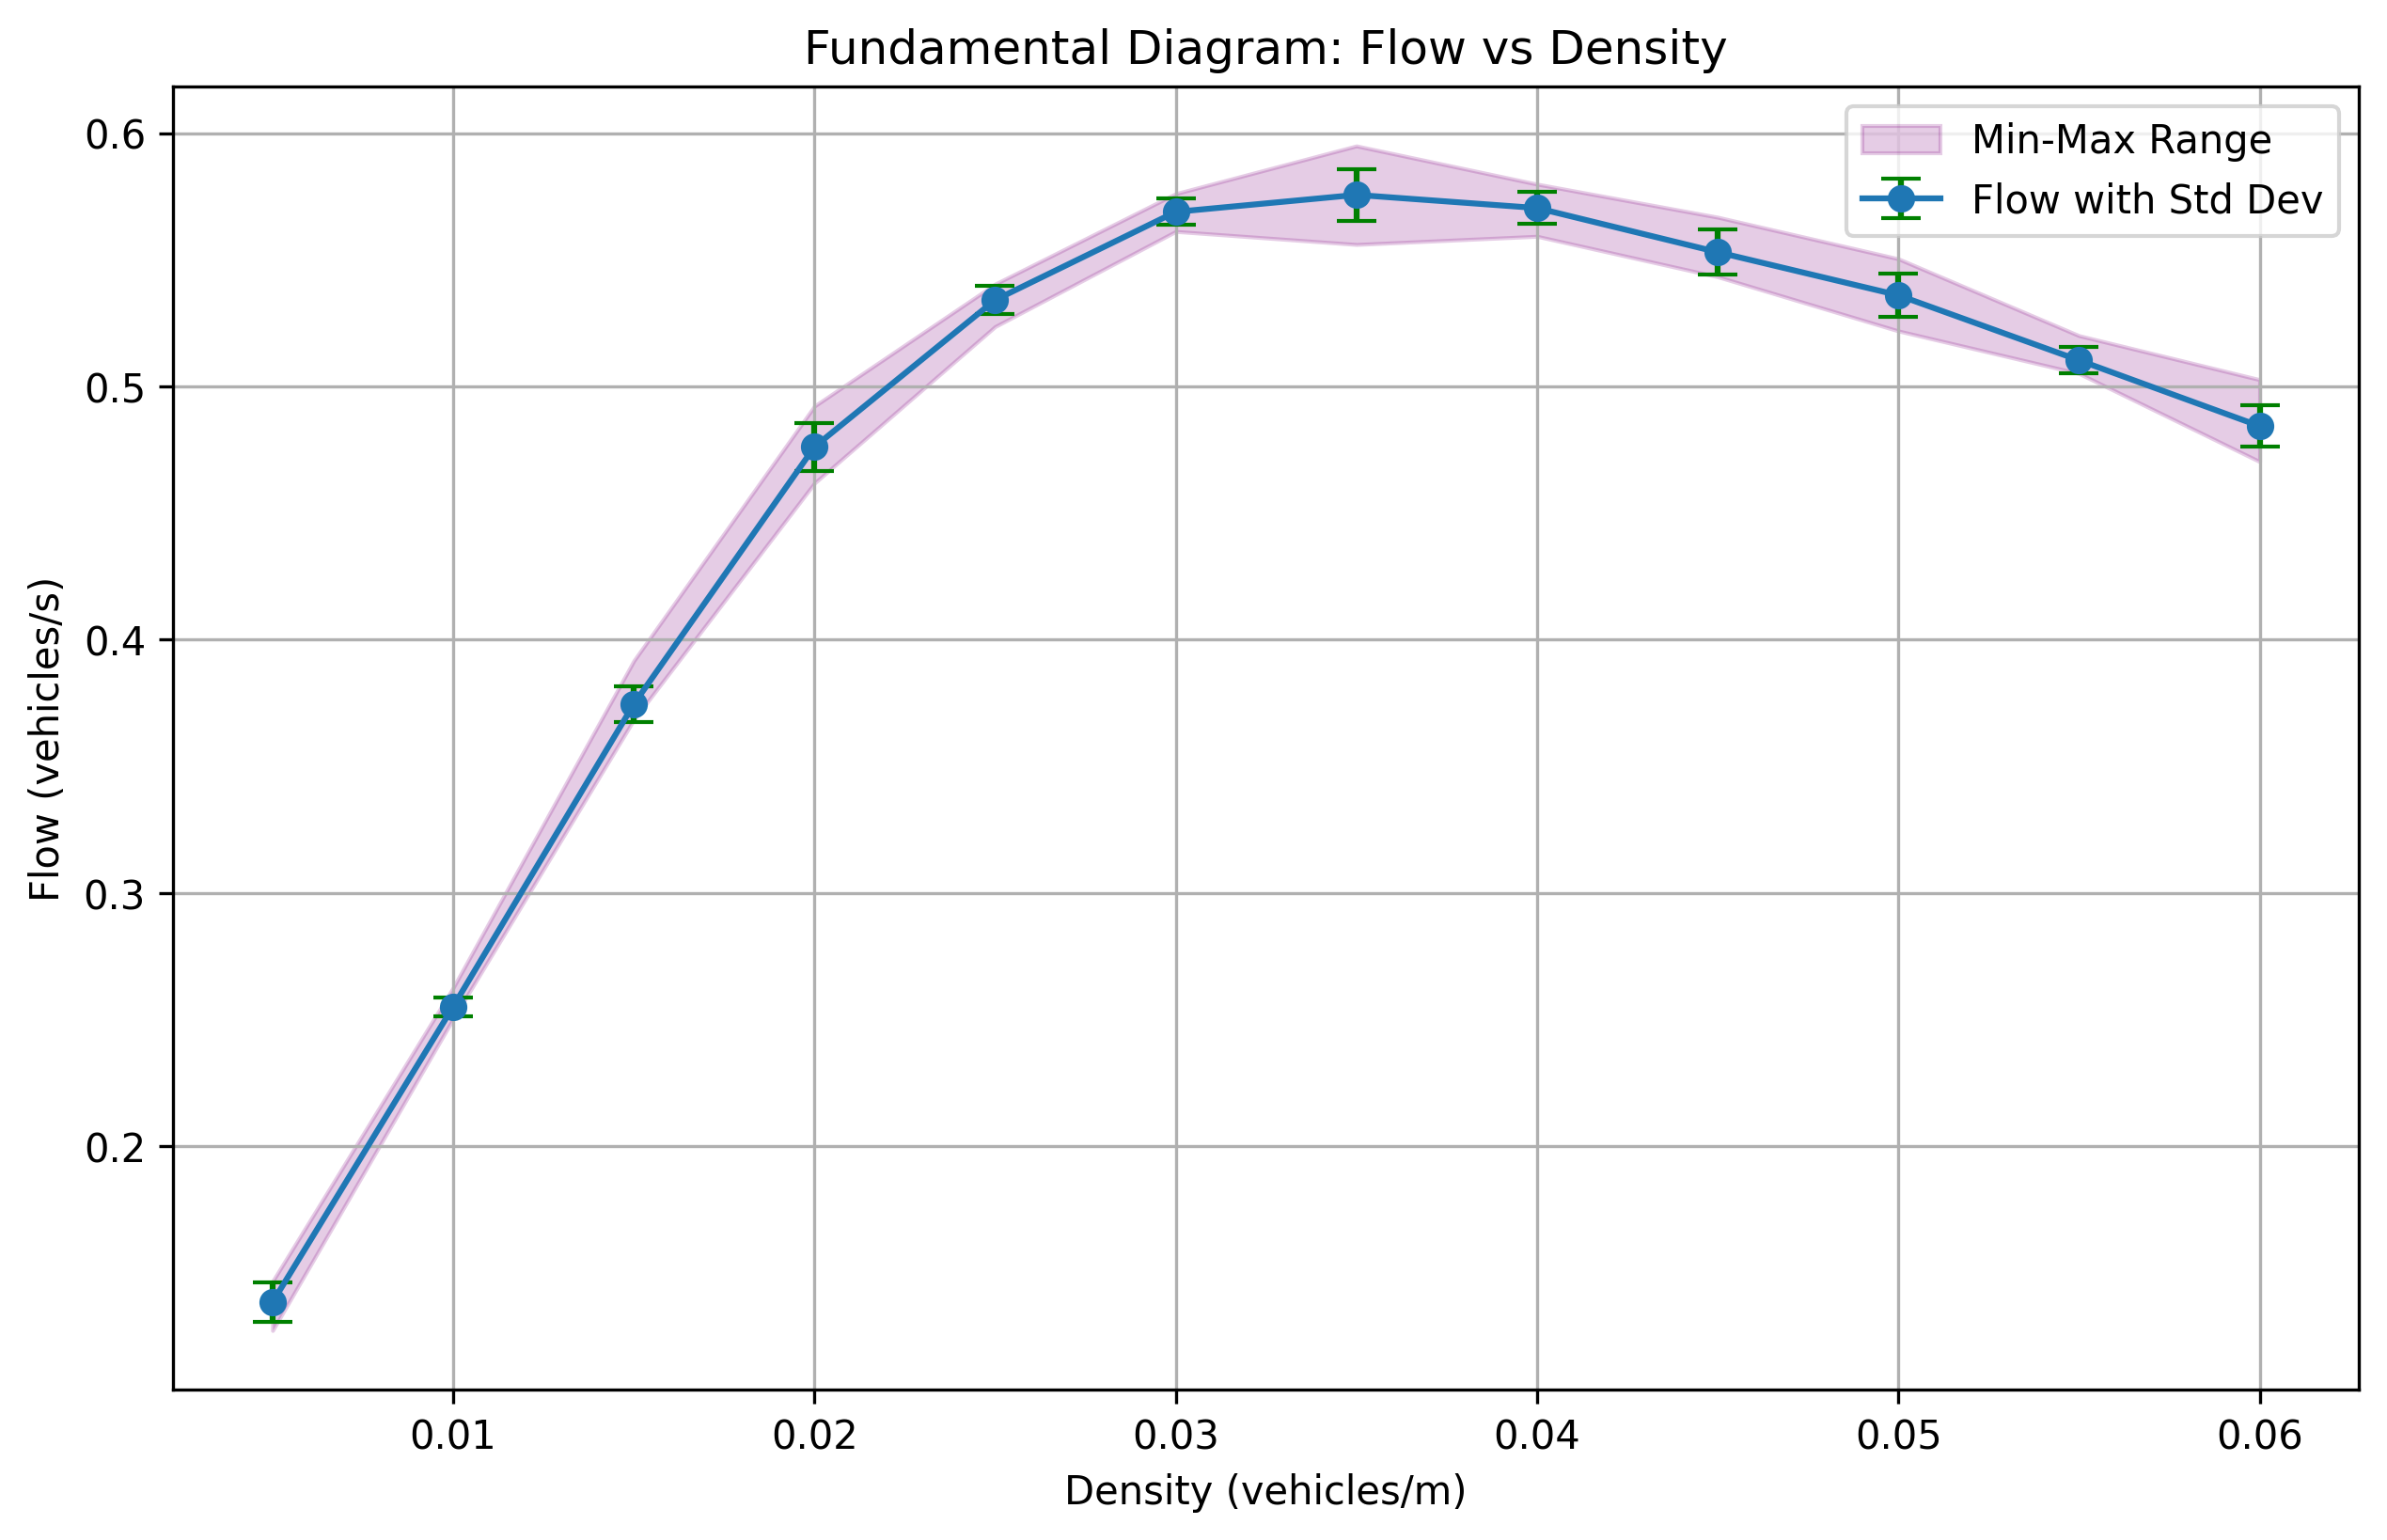 Fundamental Diagram: Flow vs Density
Min-Max Range
Flow with Std Dev
0.6
0.5
0.4
0.3
0.2
Flow (vehicles/s)
0.01 0.02 0.03 0.04 0.05 0.06
Density (vehicles/m)